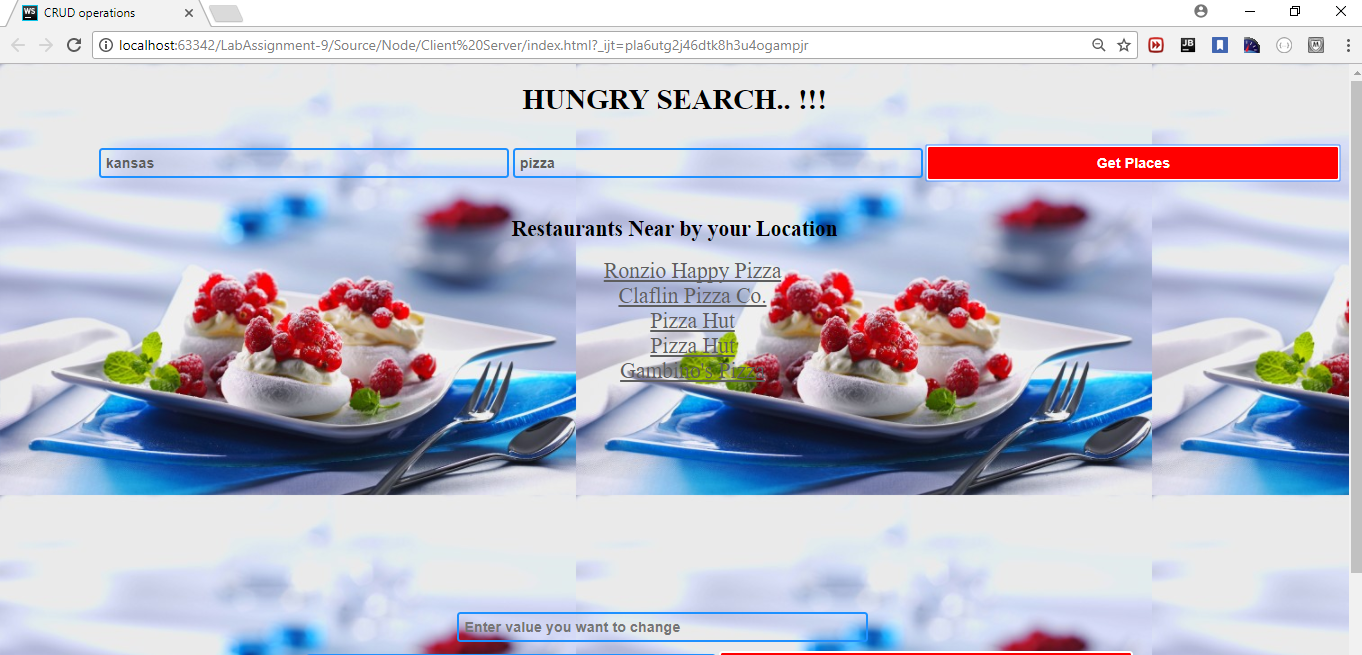 WS CRUD operations
localhost:63342/LabAssignment-9/Source/Node/Client%20Server/index.html?_ijt=pla6utg2j46dtk8h3u4ogampjr
JB
HUNGRY SEARCH.. !!!
kansas pizza Get Places
Restaurants Near by your Location
Ronzio Happy Pizza
Claflin Pizza Co.
Pizza Hut
Pizza Hut
Gambino's Pizza
Enter value you want to change